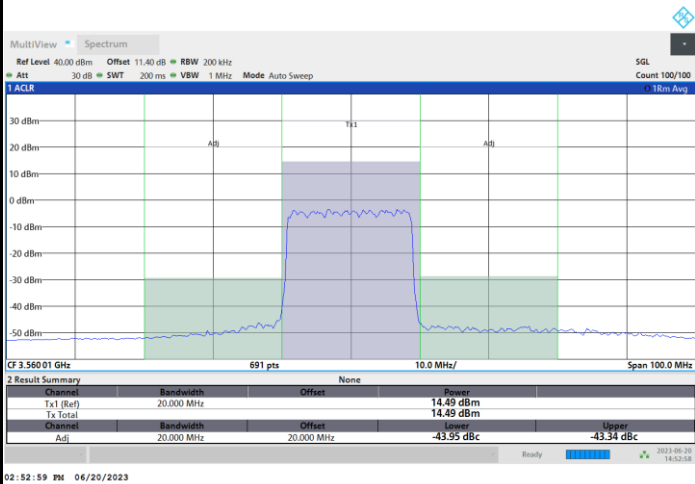 MultiView Spectrum
Ref Level 40.00 dBm Offset 11.40 dB RBW 200 kHz SGL
Att 30 dB SWT 200 ms VBW 1 MHz Mode Auto Sweep Count 100/100
1 ACLR 1Rm Avg
30 dBm
Tx1
20 dBm Adj Adj
10 dBm
0 dBm
-10 dBm
-20 dBm
-30 dBm
-40 dBm
-50 dBm
CF 3.560 01 GHz 691 pts 10.0 MHz/ Span 100.0 MHz
2 Result Summary None
Channel Bandwidth Offset Power
Tx1 (Ref) 20.000 MHz 14.49 dBm
Tx Total 14.49 dBm
Channel Bandwidth Offset Lower Upper
Adj 20.000 MHz 20.000 MHz -43.95 dBc -43.34 dBc
Ready 2023-06-20
14:52:58
02:52:59 PM 06/20/2023